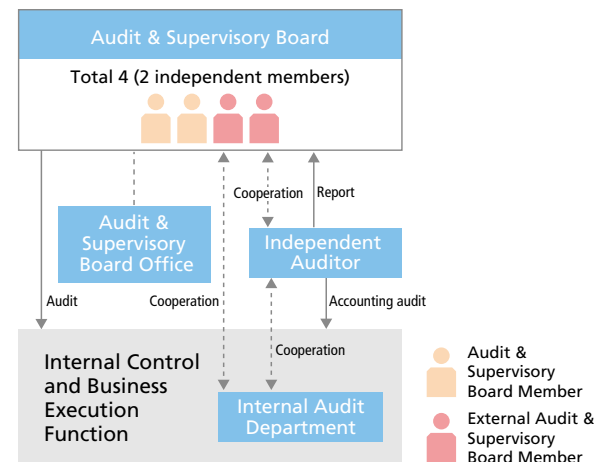 Audit & Supervisory Board
Total 4 (2 independent members)
Cooperation
Report
Audit &
Supervisory
Board Office
Independent
Auditor
Audit
Cooperation
Accounting audit
Cooperation
Internal Control
and Business
Execution
Function
Internal Audit
Department
Audit &
Supervisory
Board Member
External Audit &
Supervisory
Board Member